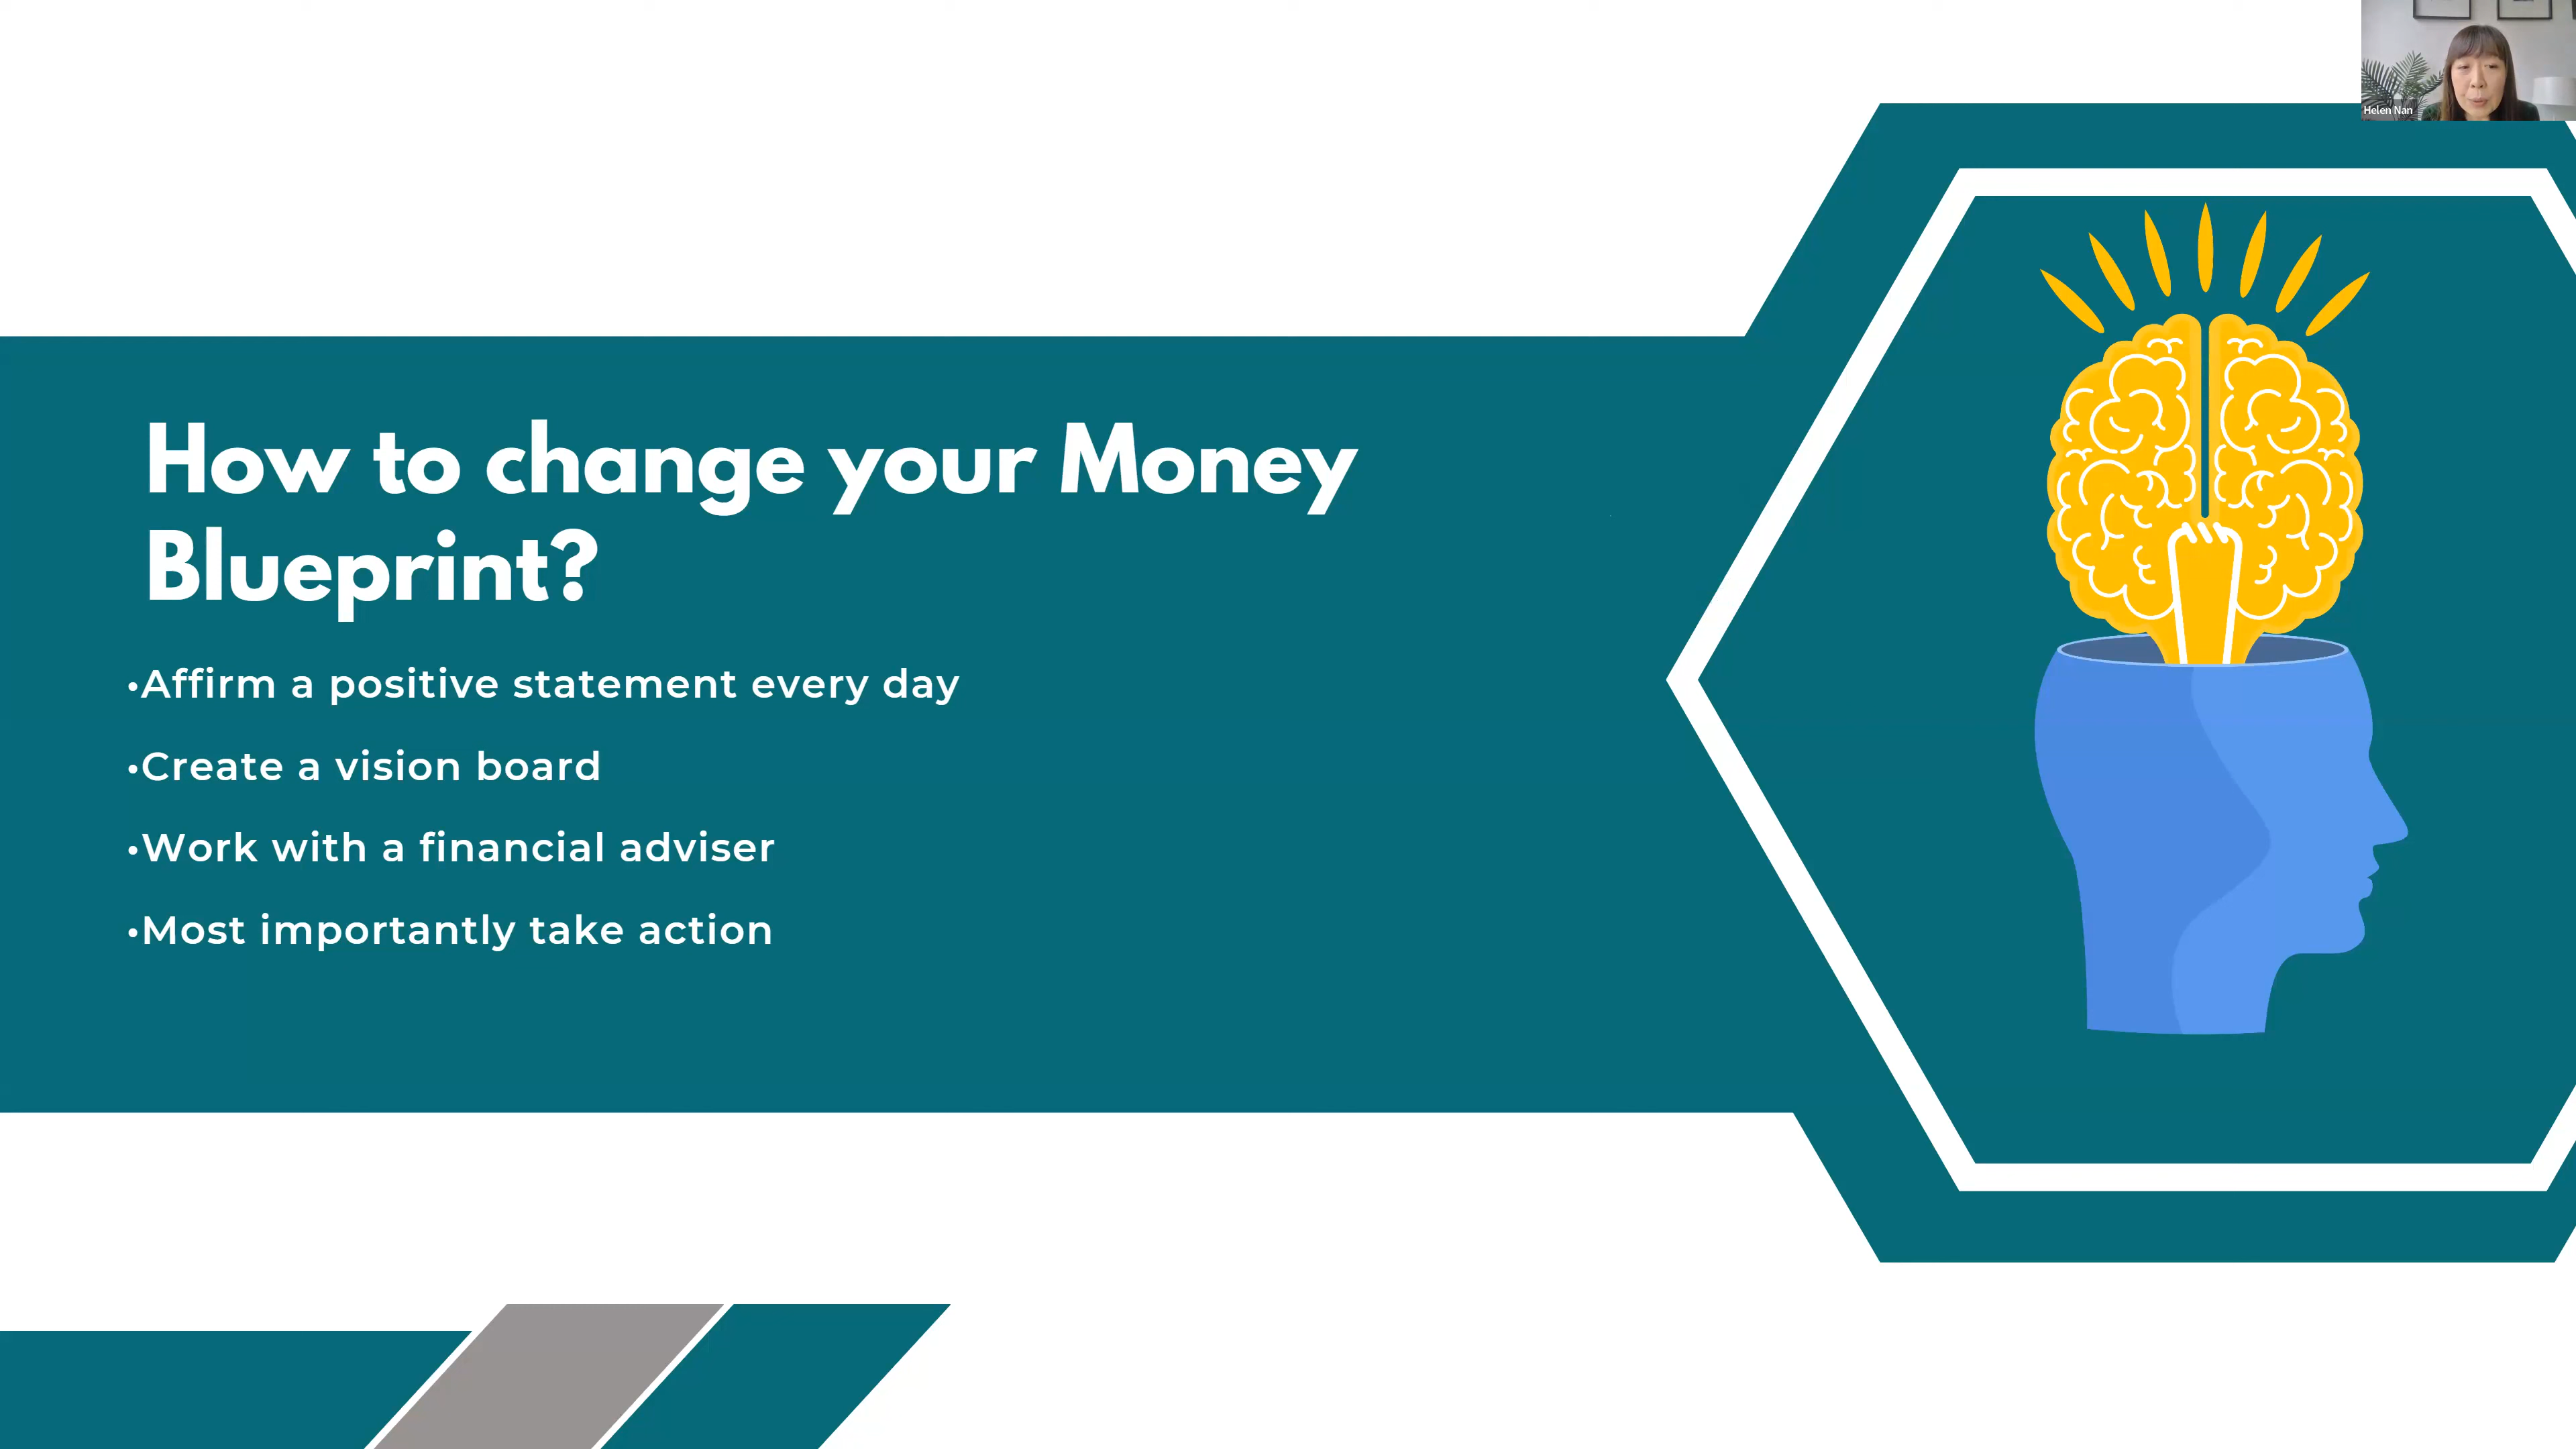 Helen Nan
How to change your Money
Blueprint?
•Affirm a positive statement every day
•Create a vision board
•Work with a financial adviser
•Most importantly take action